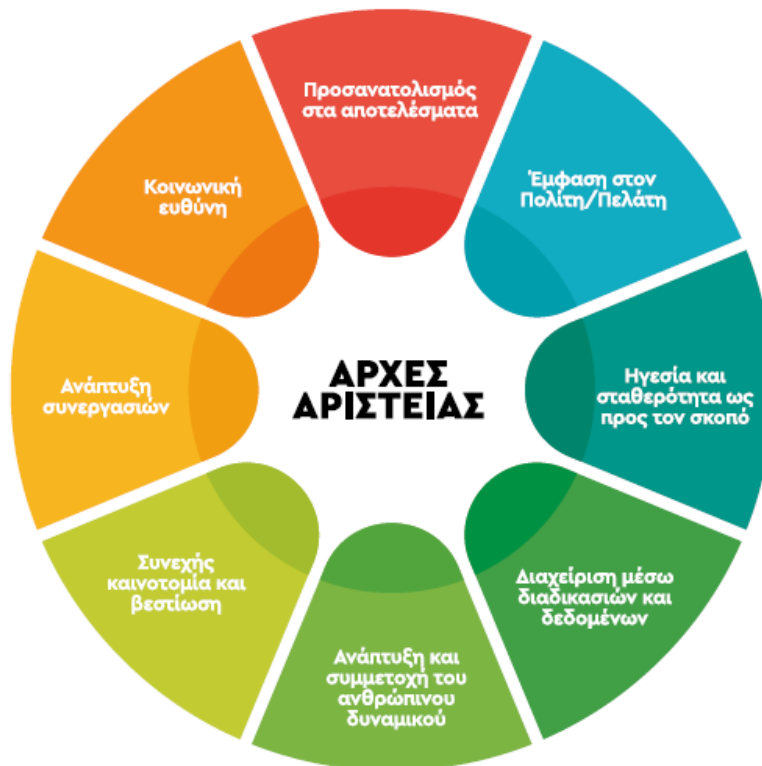 Προσανατολισμός
στα αποτελέσματα
Έμφαση στον
Πολίτη/Πελάτη
Ηγεσία και
σταθερότητα ως
προς τον σκοπό
Διαχείριση μέσω
διαδικασιών και
δεδομένων
Ανάπτυξη και
συμμετοχή του
ανθρώπινου
δυναμικού
Συνεχής
καινοτομία και
βεστίωση
Ανάπτυξη
συνεργασιών
Κοινωνική
ευθύνη
ΑΡΧΕΣ
ΑΡΙΣΤΕΙΑΣ